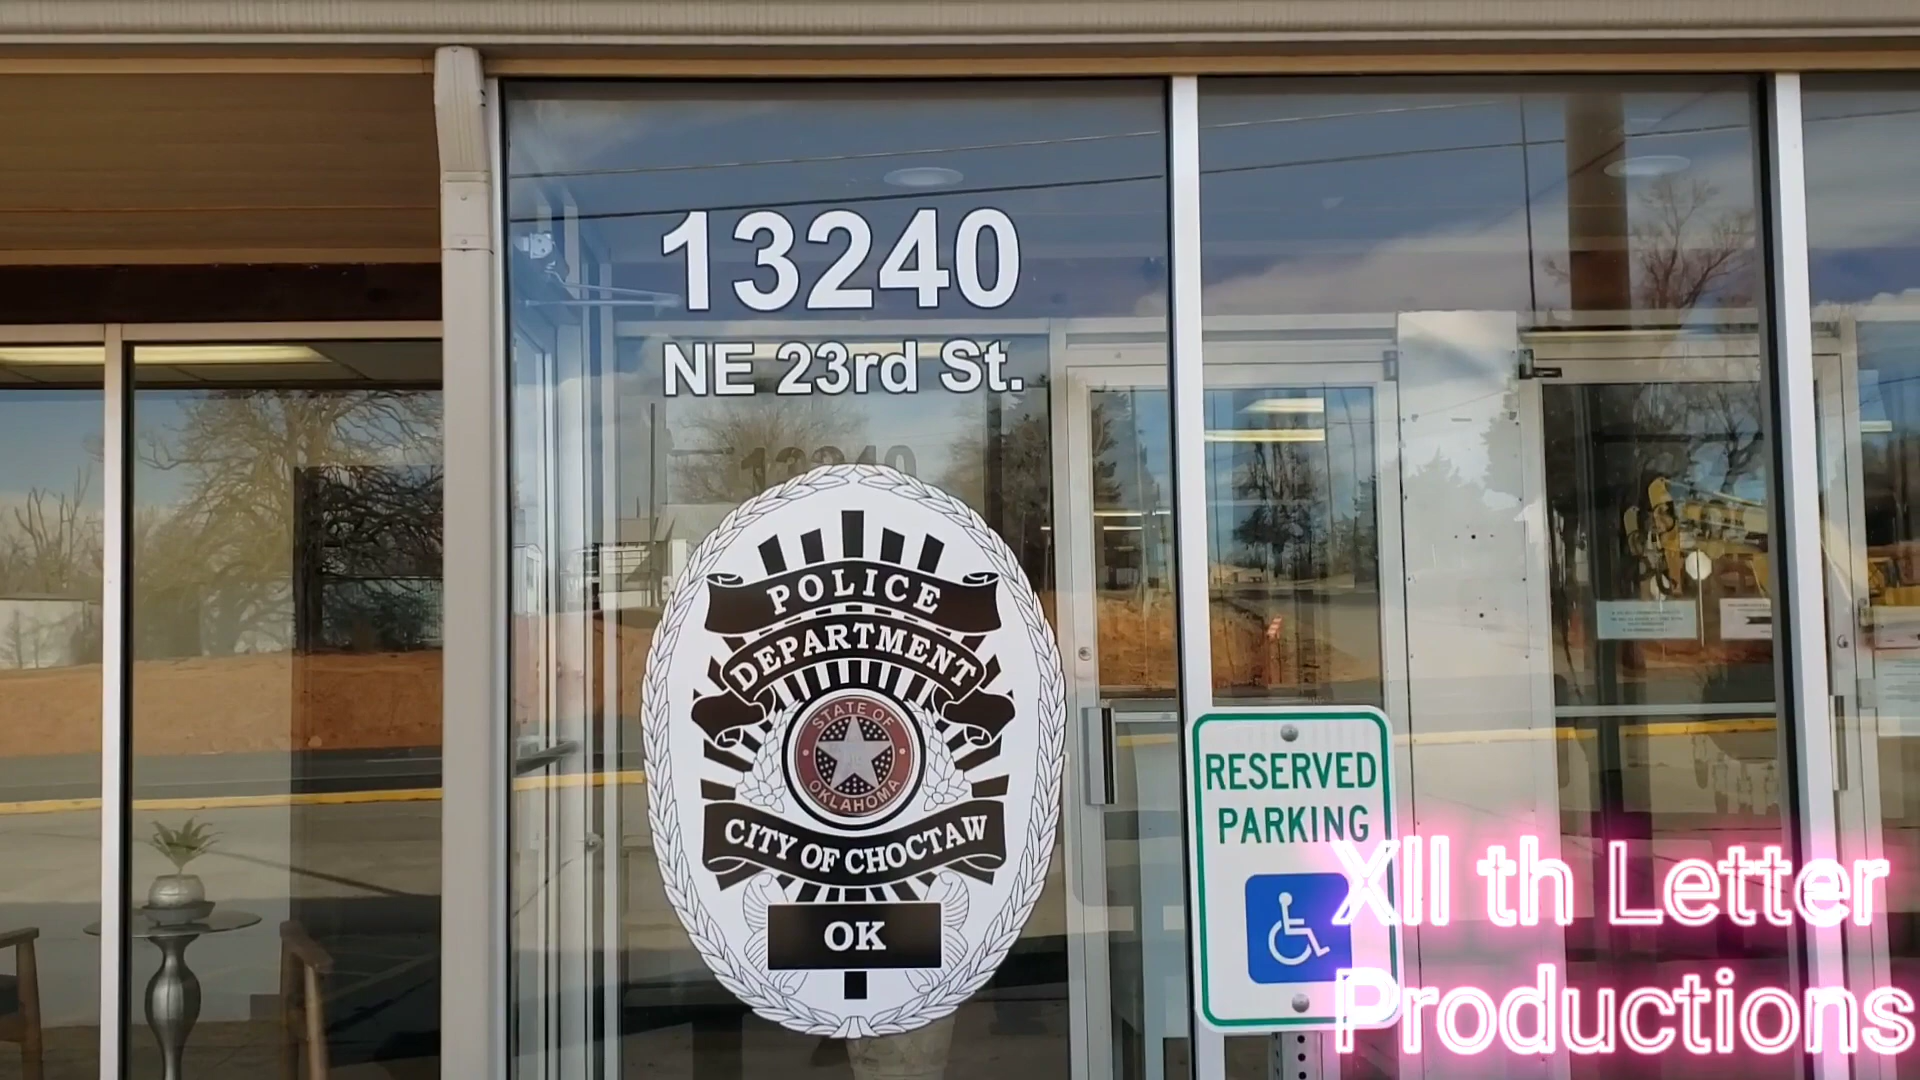 13240
NE 23rd St.
13240
POLICE
DEPARTMENT
STATE OF
OKLAHOMA
CITY OF CHOCTAW
OK
RESERVED
PARKING
XII th Letter
Productions